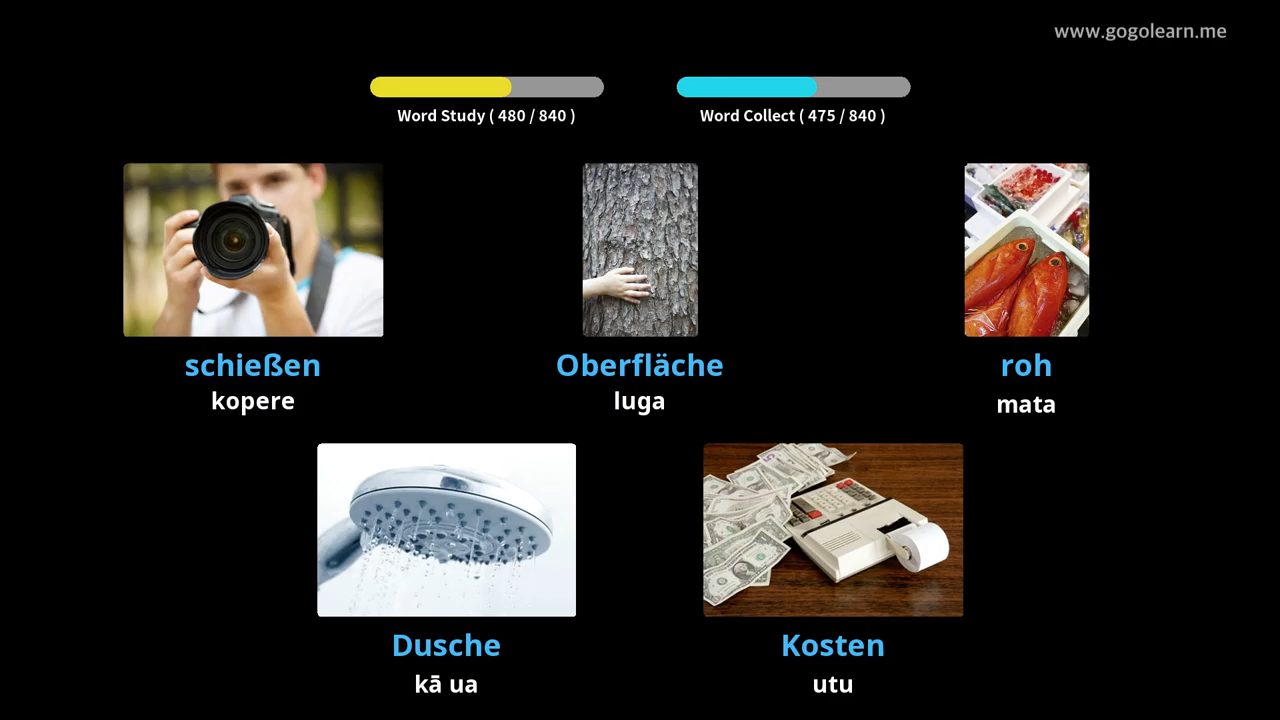 www.gogolearn.me
Word Study ( 480 / 840 )
Word Collect ( 475 / 840 )
schießen
kopere
Oberfläche
luga
roh
mata
Dusche
kā ua
Kosten
utu